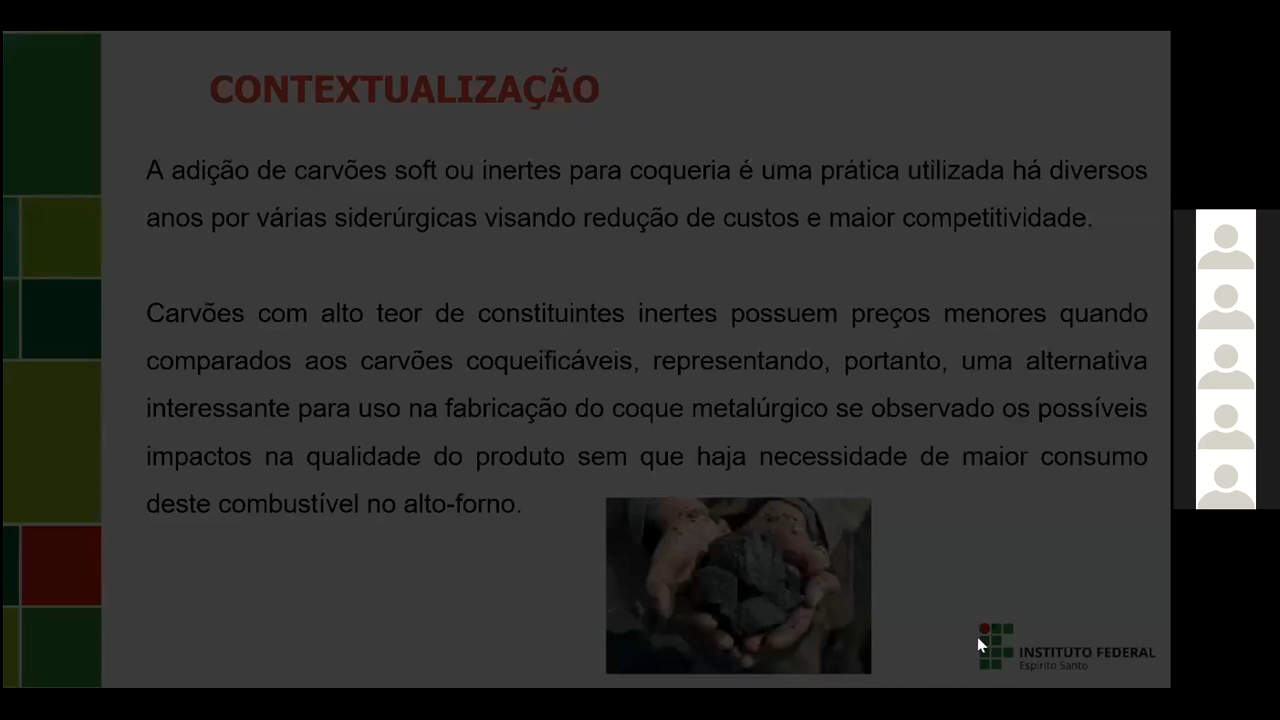 CONTEXTUALIZAÇÃO
A adição de carvões soft ou inertes para coqueria é uma prática utilizada há diversos
anos por várias siderúrgicas visando redução de custos e maior competitividade.
Carvões com alto teor de constituintes inertes possuem preços menores quando
comparados aos carvões coqueificáveis, representando, portanto, uma alternativa
interessante para uso na fabricação do coque metalúrgico se observado os possíveis
impactos na qualidade do produto sem que haja necessidade de maior consumo
deste combustível no alto-forno.
INSTITUTO FEDERAL
Espírito Santo